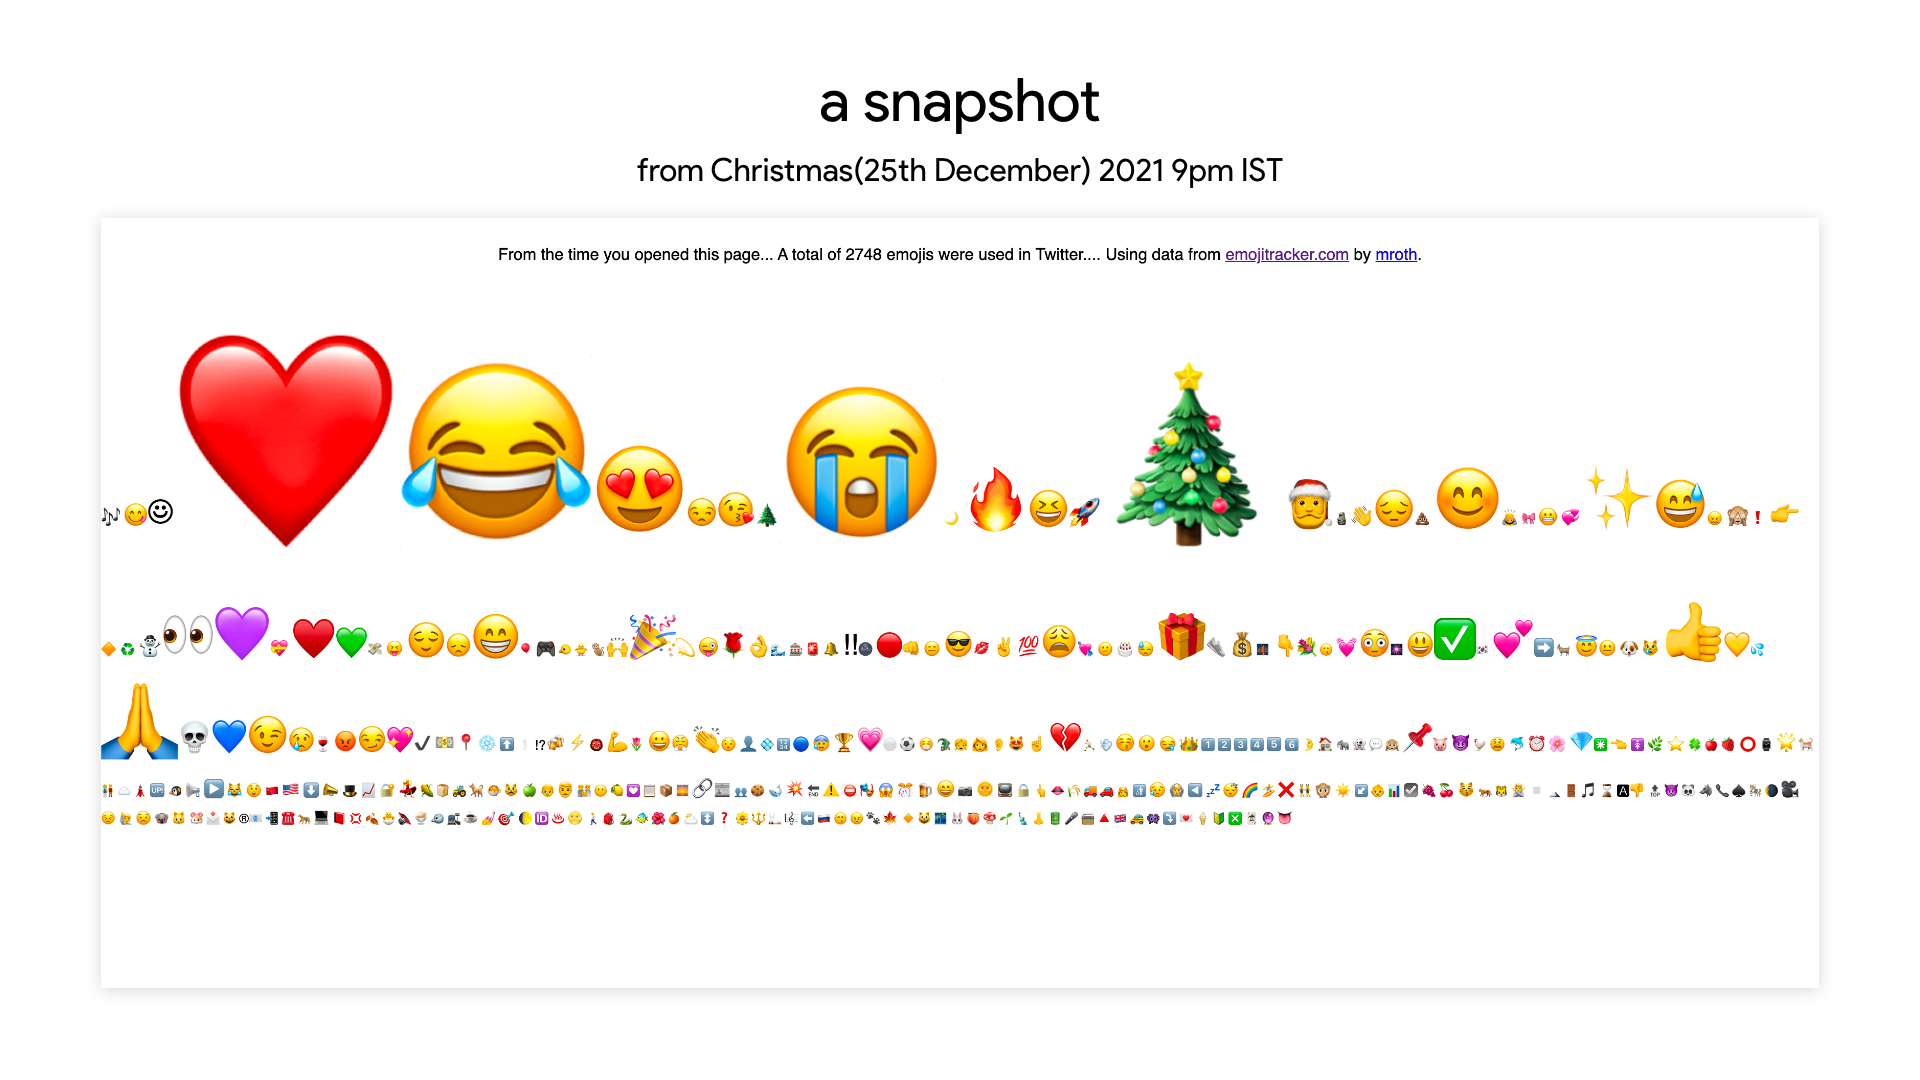 a snapshot
from Christmas(25th December) 2021 9pm IST
From the time you opened this page... A total of 2748 emojis were used in Twitter.... Using data from emojitracker.com by mroth.